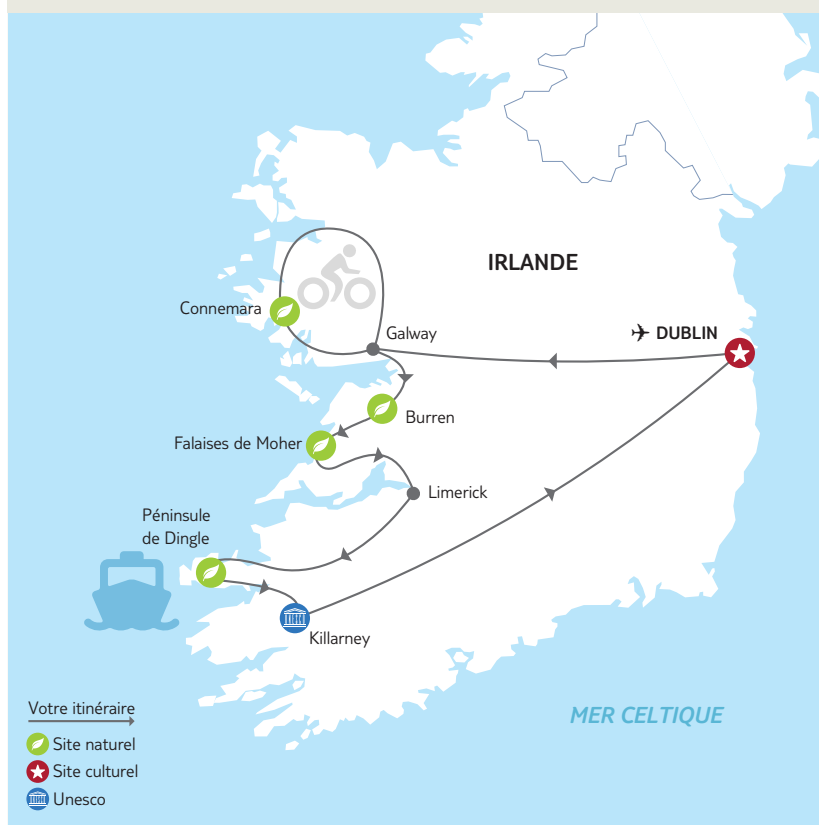 IRLANDE
Connemara
Galway
DUBLIN
Burren
Falaises de Moher
Limerick
Péninsule
de Dingle
Killarney
MER CELTIQUE
Votre itinéraire
Site naturel
Site culturel
Unesco